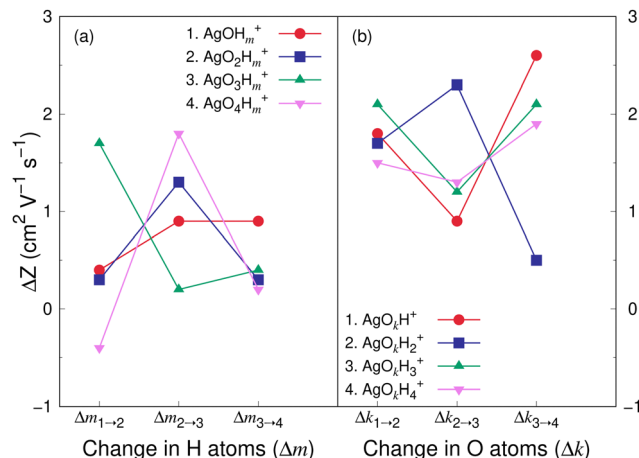 3
2
1
0
−1
ΔZ (cm² V⁻¹ s⁻¹)
(a)
1. AgOHₘ⁺
2. AgO₂Hₘ⁺
3. AgO₃Hₘ⁺
4. AgO₄Hₘ⁺
Δm₁→₂ Δm₂→₃ Δm₃→₄
Change in H atoms (Δm)
(b)
1. AgOₖH⁺
2. AgOₖH₂⁺
3. AgOₖH₃⁺
4. AgOₖH₄⁺
Δk₁→₂ Δk₂→₃ Δk₃→₄
Change in O atoms (Δk)
3
2
1
0
−1